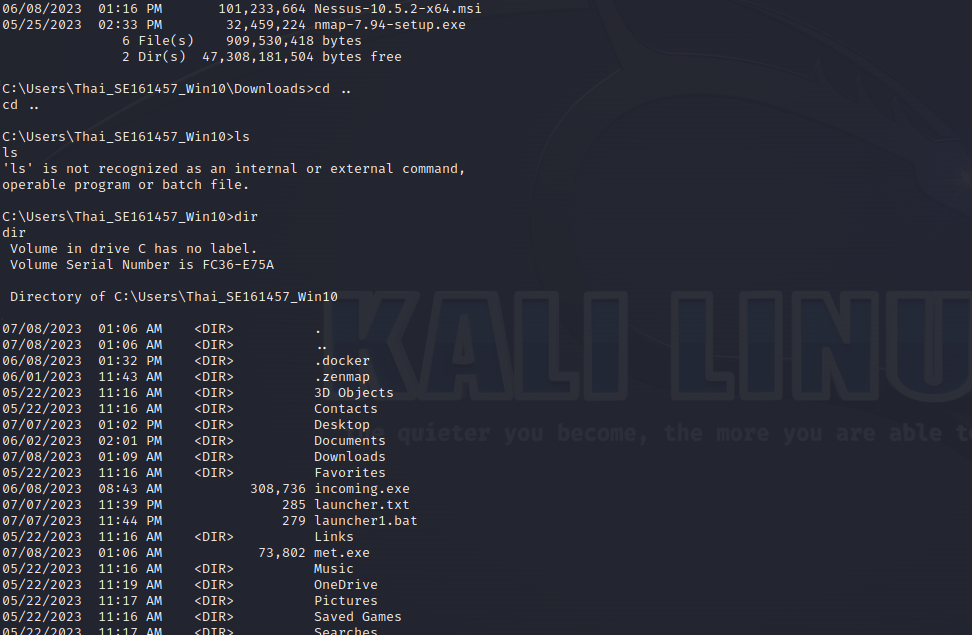 06/08/2023  01:16 PM       101,233,664 Nessus-10.5.2-x64.msi
05/25/2023  02:33 PM        32,459,224 nmap-7.94-setup.exe
               6 File(s)    909,530,418 bytes
               2 Dir(s)  47,308,181,504 bytes free
C:\Users\Thai_SE161457_Win10\Downloads>cd ..
cd ..
C:\Users\Thai_SE161457_Win10>ls
ls
'ls' is not recognized as an internal or external command,
operable program or batch file.
C:\Users\Thai_SE161457_Win10>dir
dir
 Volume in drive C has no label.
 Volume Serial Number is FC36-E75A
 Directory of C:\Users\Thai_SE161457_Win10
07/08/2023  01:06 AM    <DIR>          .
07/08/2023  01:06 AM    <DIR>          ..
06/08/2023  01:32 PM    <DIR>          .docker
06/01/2023  11:43 AM    <DIR>          .zenmap
05/22/2023  11:16 AM    <DIR>          3D Objects
05/22/2023  11:16 AM    <DIR>          Contacts
07/07/2023  01:02 PM    <DIR>          Desktop
06/02/2023  02:01 PM    <DIR>          Documents
07/08/2023  01:09 AM    <DIR>          Downloads
05/22/2023  11:16 AM    <DIR>          Favorites
06/08/2023  08:43 AM           308,736 incoming.exe
07/07/2023  11:39 PM               285 launcher.txt
07/07/2023  11:44 PM               279 launcher1.bat
05/22/2023  11:16 AM    <DIR>          Links
07/08/2023  01:06 AM            73,802 met.exe
05/22/2023  11:16 AM    <DIR>          Music
05/22/2023  11:19 AM    <DIR>          OneDrive
05/22/2023  11:17 AM    <DIR>          Pictures
05/22/2023  11:16 AM    <DIR>          Saved Games
05/22/2023  11:17 AM    <DIR>          Searches
KALI LINU
quieter you become, the more you are able